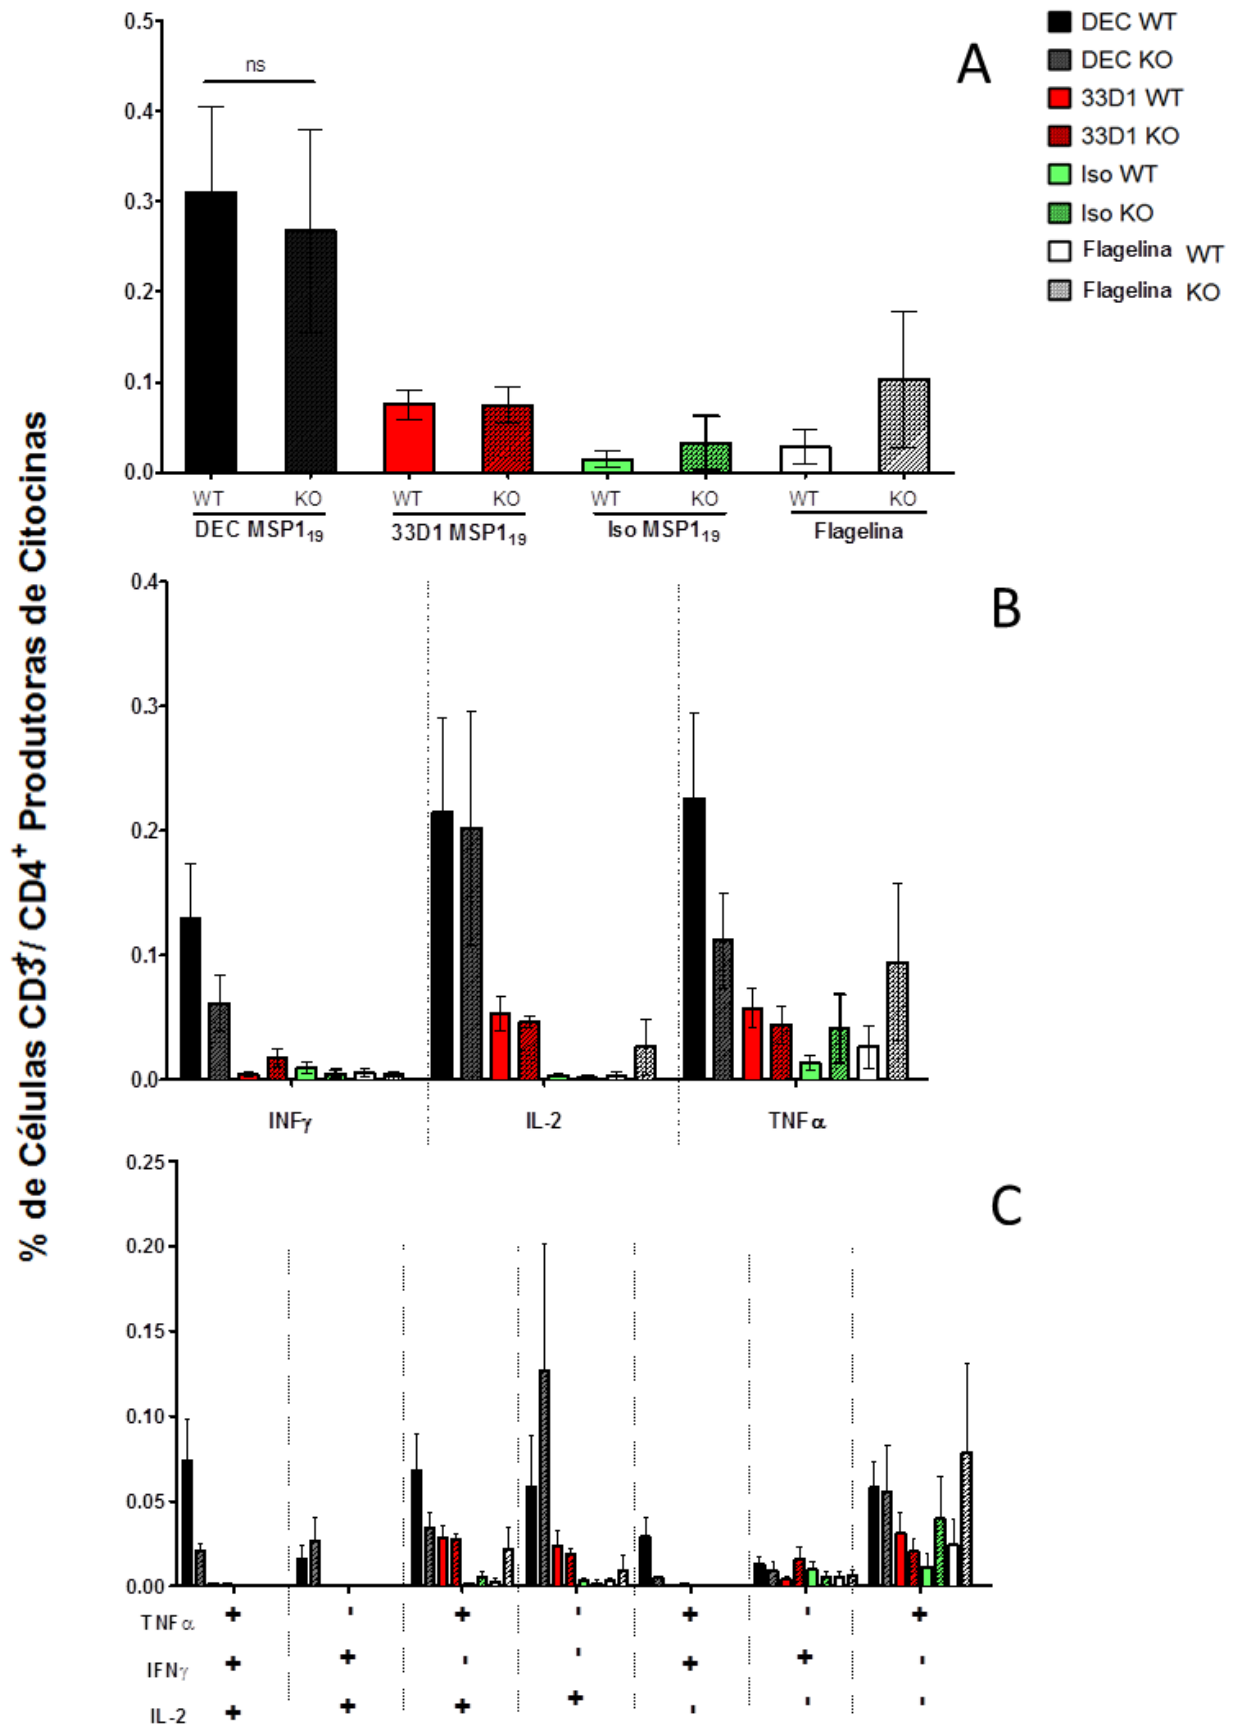 % de Células CD3+/ CD4+ Produtoras de Citocinas
A
DEC WT
DEC KO
33D1 WT
33D1 KO
Iso WT
Iso KO
Flagelina WT
Flagelina KO
0.5
0.4
0.3
0.2
0.1
0.0
ns
WT KO WT KO WT KO WT KO
DEC MSP1₁₉ 33D1 MSP1₁₉ Iso MSP1₁₉ Flagelina
B
0.4
0.3
0.2
0.1
0.0
INFγ IL-2 TNFα
C
0.25
0.20
0.15
0.10
0.05
0.00
TNFα + - + - + - +
IFNγ + + - - + + -
IL-2 + + + + - - -